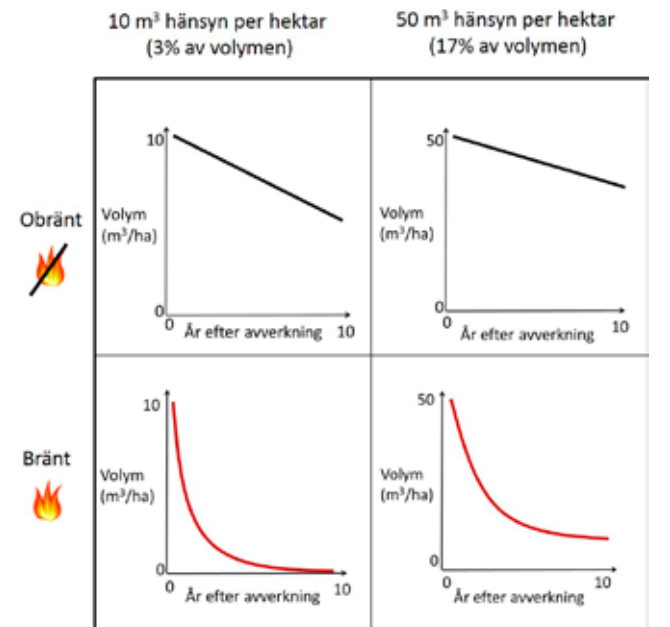 10 m³ hänsyn per hektar
(3% av volymen)
50 m³ hänsyn per hektar
(17% av volymen)
Obränt
10
Volym
(m³/ha)
0
0
År efter avverkning
10
50
Volym
(m³/ha)
0
0
År efter avverkning
10
Bränt
10
Volym
(m³/ha)
0
0
År efter avverkning
10
50
Volym
(m³/ha)
0
0
År efter avverkning
10